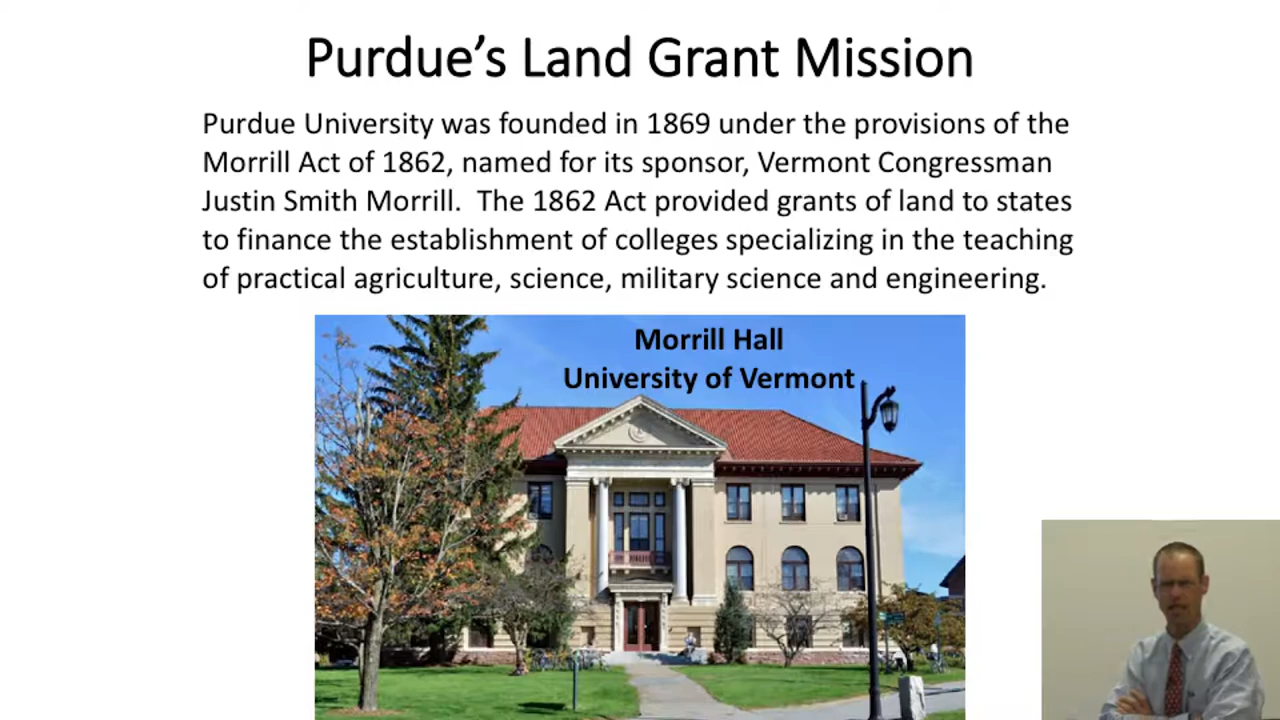 Purdue’s Land Grant Mission
Purdue University was founded in 1869 under the provisions of the
Morrill Act of 1862, named for its sponsor, Vermont Congressman
Justin Smith Morrill.  The 1862 Act provided grants of land to states
to finance the establishment of colleges specializing in the teaching
of practical agriculture, science, military science and engineering.
Morrill Hall
University of Vermont